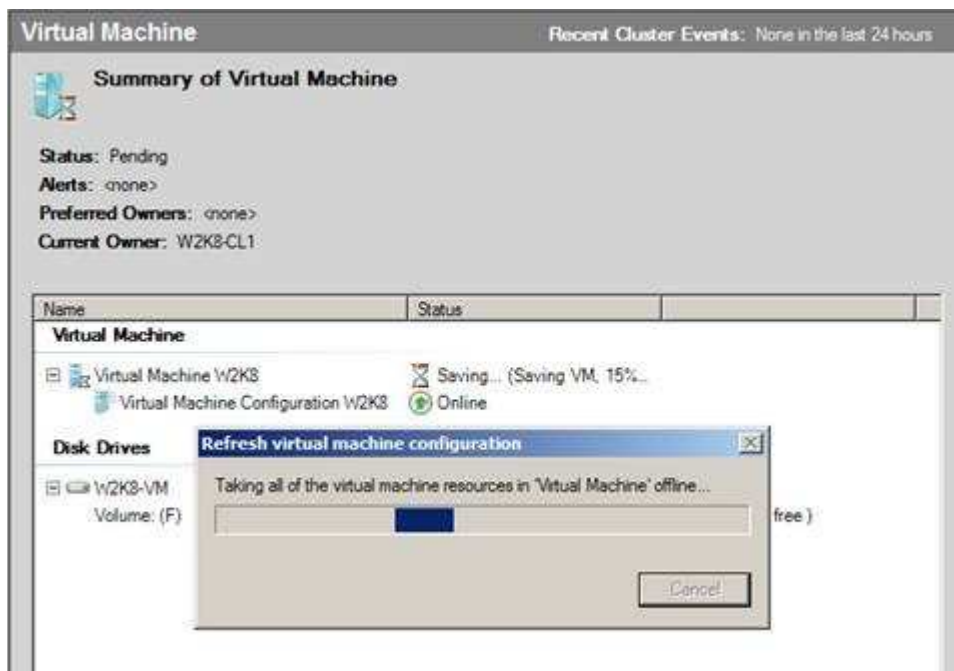 Virtual Machine
Recent Cluster Events: None in the last 24 hours
Summary of Virtual Machine
Status: Pending
Alerts: <none>
Preferred Owners: <none>
Current Owner: W2K8-CL1
Name Status
Virtual Machine
Virtual Machine W2K8 Saving... (Saving VM, 15%...
Virtual Machine Configuration W2K8 Online
Disk Drives
Refresh virtual machine configuration
W2K8-VM
Taking all of the virtual machine resources in 'Virtual Machine' offline...
Volume: (F) free )
Cancel